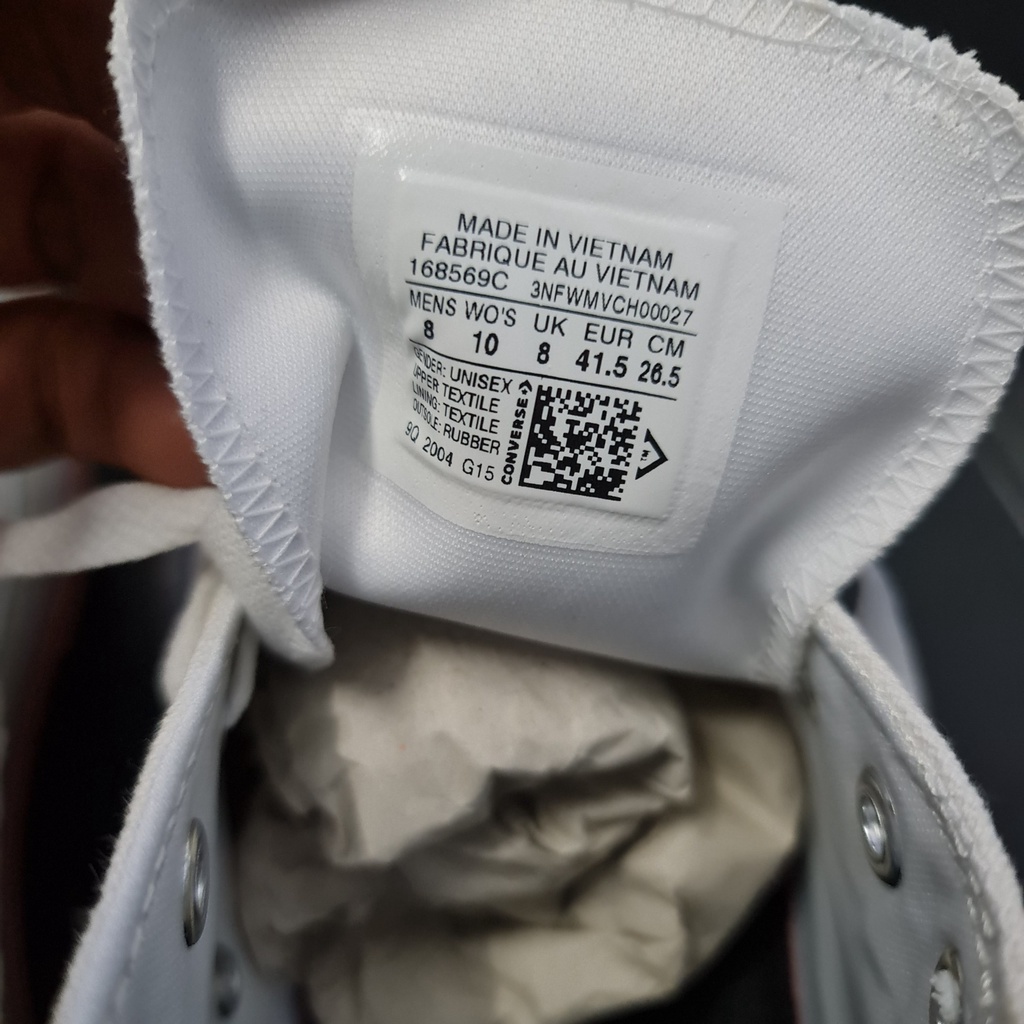 MADE IN VIETNAM
FABRIQUE AU VIETNAM
168569C 3NFWMVCH00027
MENS WO'S UK EUR CM
8 10 8 41.5 26.5
GENDER: UNISEX
UPPER TEXTILE
LINING: TEXTILE
OUTSOLE: RUBBER
9Q 2004 G15
CONVERSE